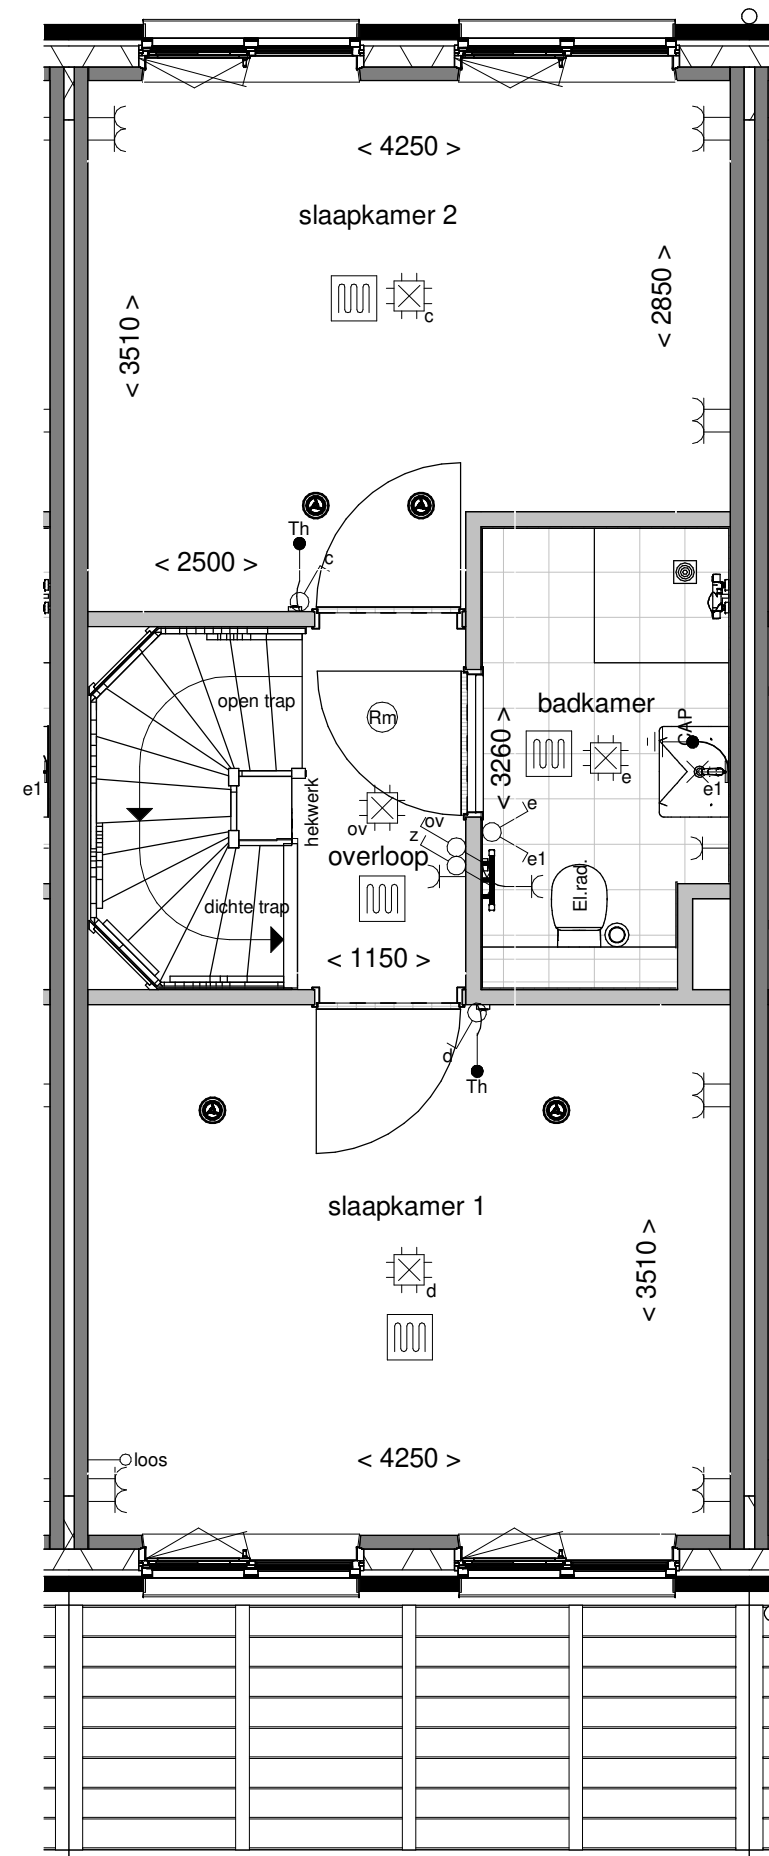 < 4250 >
slaapkamer 2
< 2850 >
< 3510 >
c
Th
c
< 2500 >
open trap
Rm
badkamer
CAP
< 3260 >
e
e1
e1
hekwerk
ov
ov
z
e
e1
overloop
El.rad.
dichte trap
< 1150 >
d
Th
slaapkamer 1
< 3510 >
d
loos
< 4250 >